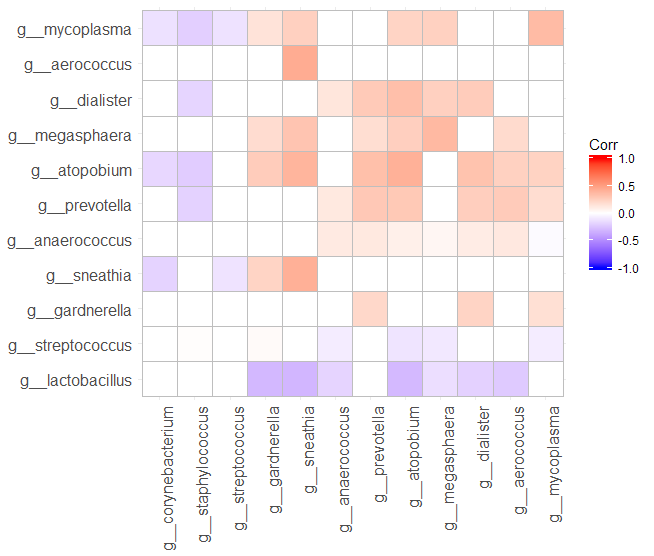 g__mycoplasma
g__aerococcus
g__dialister
g__megasphaera
g__atopobium
g__prevotella
g__anaerococcus
g__sneathia
g__gardnerella
g__streptococcus
g__lactobacillus
g__corynebacterium
g__staphylococcus
g__streptococcus
g__gardnerella
g__sneathia
g__anaerococcus
g__prevotella
g__atopobium
g__megasphaera
g__dialister
g__aerococcus
g__mycoplasma
Corr
1.0
0.5
0.0
-0.5
-1.0